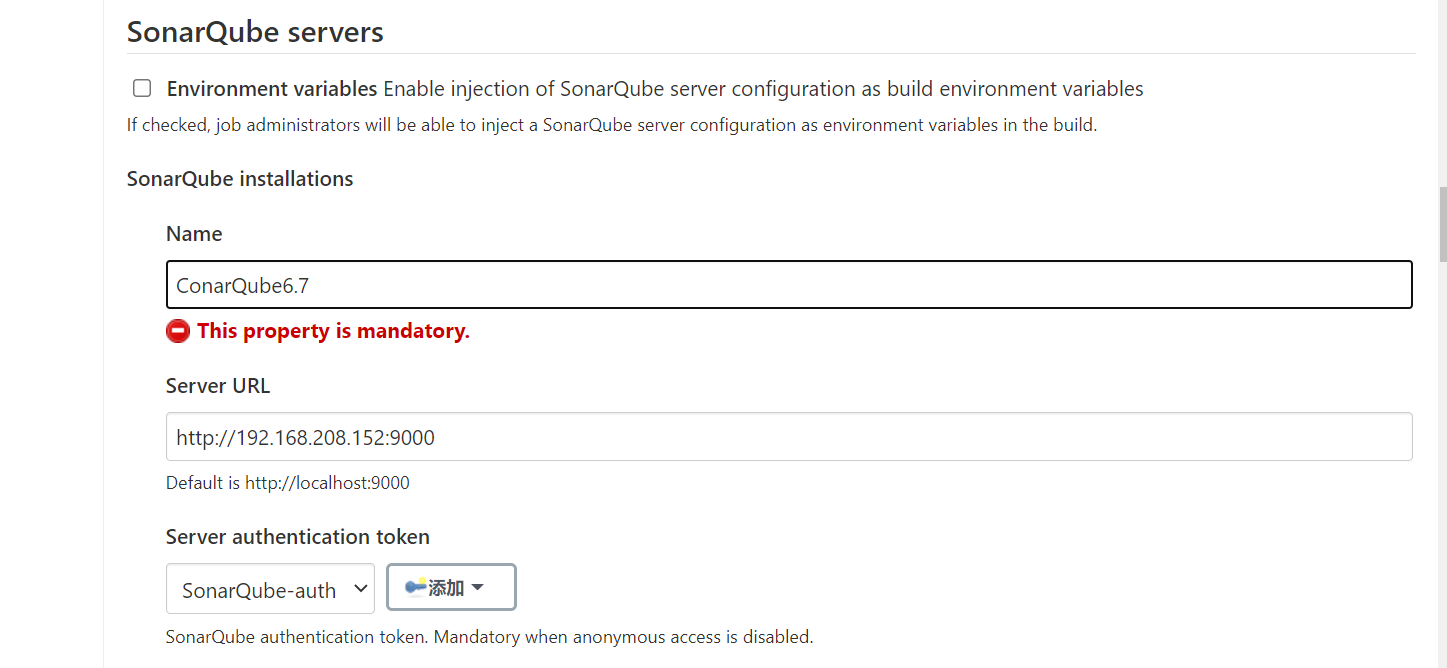 SonarQube servers
Environment variables Enable injection of SonarQube server configuration as build environment variables
If checked, job administrators will be able to inject a SonarQube server configuration as environment variables in the build.
SonarQube installations
Name
ConarQube6.7
This property is mandatory.
Server URL
http://192.168.208.152:9000
Default is http://localhost:9000
Server authentication token
SonarQube-auth
添加
SonarQube authentication token. Mandatory when anonymous access is disabled.